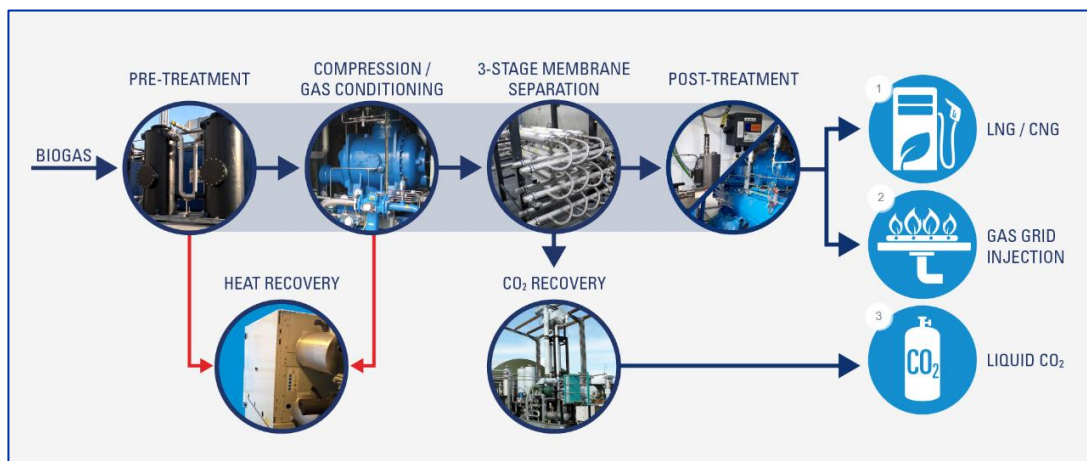 BIOGAS
PRE-TREATMENT
COMPRESSION /
GAS CONDITIONING
3-STAGE MEMBRANE
SEPARATION
POST-TREATMENT
1
LNG / CNG
2
GAS GRID
INJECTION
HEAT RECOVERY
CO₂ RECOVERY
3
CO₂
LIQUID CO₂